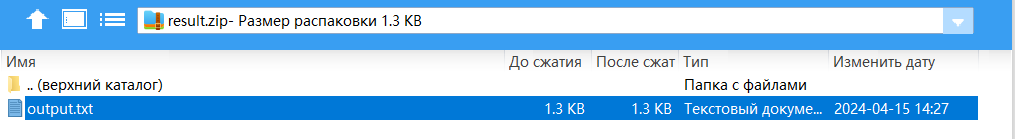 result.zip- Размер распаковки 1.3 KB
Имя До сжатия После сжат Тип Изменить дату
.. (верхний каталог) Папка с файлами
output.txt 1.3 KB 1.3 KB Текстовый докуме... 2024-04-15 14:27